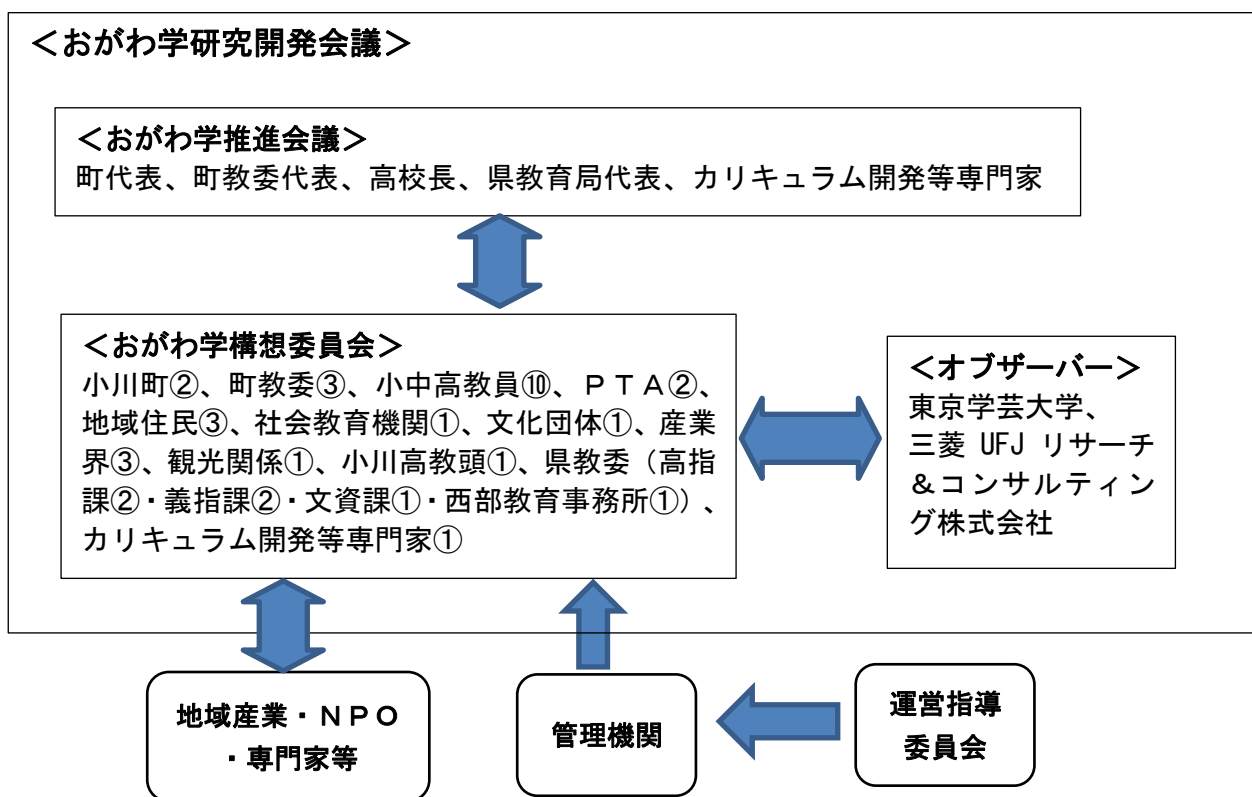 ＜おがわ学研究開発会議＞
＜おがわ学推進会議＞
町代表、町教委代表、高校長、県教育局代表、カリキュラム開発等専門家
＜おがわ学構想委員会＞
小川町②、町教委③、小中高教員⑩、ＰＴＡ②、
地域住民③、社会教育機関①、文化団体①、産業
界③、観光関係①、小川高教頭①、県教委（高指
課②・義指課②・文資課①・西部教育事務所①）、
カリキュラム開発等専門家①
＜オブザーバー＞
東京学芸大学、
三菱 UFJ リサーチ
＆コンサルティン
グ株式会社
地域産業・ＮＰＯ
・専門家等
管理機関
運営指導
委員会